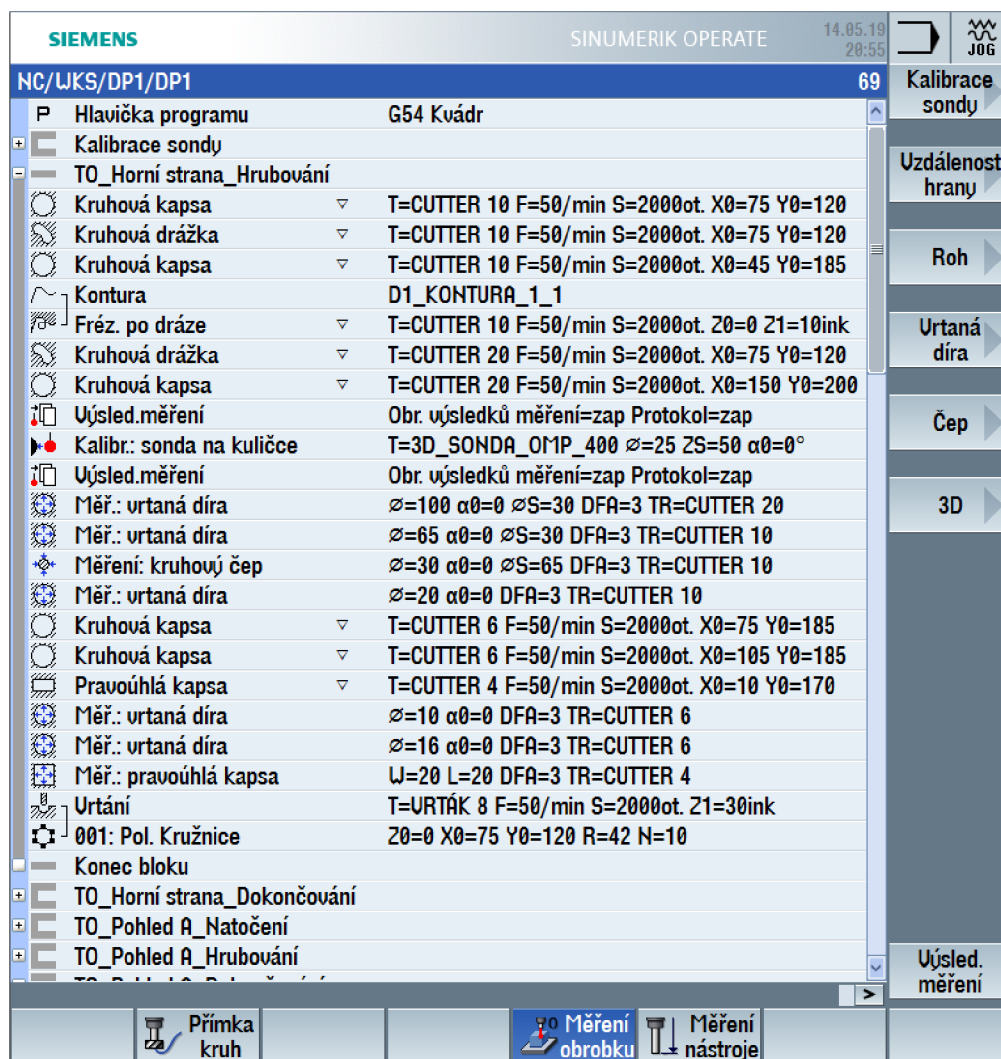 SIEMENS SINUMERIK OPERATE 14.05.19 20:55 JOG
NC/WKS/DP1/DP1 69
P Hlavička programu G54 Kvádr
Kalibrace sondy
TO_Horní strana_Hrubování
Kruhová kapsa ▽ T=CUTTER 10 F=50/min S=2000ot. X0=75 Y0=120
Kruhová drážka ▽ T=CUTTER 10 F=50/min S=2000ot. X0=75 Y0=120
Kruhová kapsa ▽ T=CUTTER 10 F=50/min S=2000ot. X0=45 Y0=185
Kontura D1_KONTURA_1_1
Fréz. po dráze ▽ T=CUTTER 10 F=50/min S=2000ot. Z0=0 Z1=10ink
Kruhová drážka ▽ T=CUTTER 20 F=50/min S=2000ot. X0=75 Y0=120
Kruhová kapsa ▽ T=CUTTER 20 F=50/min S=2000ot. X0=150 Y0=200
Výsled.měření Obr. výsledků měření=zap Protokol=zap
Kalibr.: sonda na kuličce T=3D_SONDA_OMP_400 ⌀=25 ZS=50 α0=0°
Výsled.měření Obr. výsledků měření=zap Protokol=zap
Měř.: vrtaná díra ⌀=100 α0=0 ⌀S=30 DFA=3 TR=CUTTER 20
Měř.: vrtaná díra ⌀=65 α0=0 ⌀S=30 DFA=3 TR=CUTTER 10
Měření: kruhový čep ⌀=30 α0=0 ⌀S=65 DFA=3 TR=CUTTER 10
Měř.: vrtaná díra ⌀=20 α0=0 DFA=3 TR=CUTTER 10
Kruhová kapsa ▽ T=CUTTER 6 F=50/min S=2000ot. X0=75 Y0=185
Kruhová kapsa ▽ T=CUTTER 6 F=50/min S=2000ot. X0=105 Y0=185
Pravoúhlá kapsa ▽ T=CUTTER 4 F=50/min S=2000ot. X0=10 Y0=170
Měř.: vrtaná díra ⌀=10 α0=0 DFA=3 TR=CUTTER 6
Měř.: vrtaná díra ⌀=16 α0=0 DFA=3 TR=CUTTER 6
Měř.: pravoúhlá kapsa W=20 L=20 DFA=3 TR=CUTTER 4
Vrtání T=VRTÁK 8 F=50/min S=2000ot. Z1=30ink
001: Pol. Kružnice Z0=0 X0=75 Y0=120 R=42 N=10
Konec bloku
TO_Horní strana_Dokončování
TO_Pohled A_Natočení
TO_Pohled A_Hrubování
Kalibrace
sondy
Vzdálenost
hrany
Roh
Vrtaná
díra
Čep
3D
Výsled.
měření
>
Přímka
kruh
Měření
obrobku
Měření
nástroje